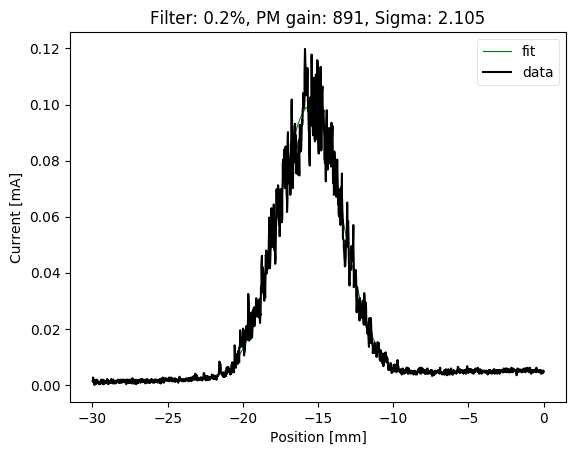 Filter: 0.2%, PM gain: 891, Sigma: 2.105
fit
data
0.12
0.10
0.08
0.06
0.04
0.02
0.00
Current [mA]
−30
−25
−20
−15
−10
−5
0
Position [mm]